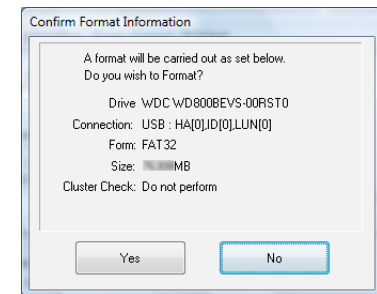 Confirm Format Information
A format will be carried out as set below.
Do you wish to Format?
Drive WDC WD800BEVS-00RST0
Connection: USB : HA[0],ID[0],LUN[0]
Form: FAT32
Size: MB
Cluster Check: Do not perform
Yes
No